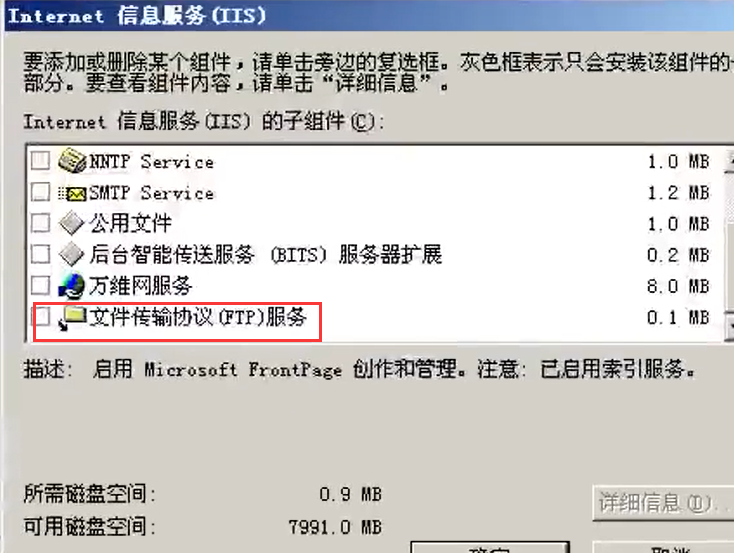 Internet 信息服务(IIS)
要添加或删除某个组件，请单击旁边的复选框。灰色框表示只会安装该组件的一
部分。要查看组件内容，请单击“详细信息”。
Internet 信息服务(IIS) 的子组件(C):
NNTP Service 1.0 MB
SMTP Service 1.2 MB
公用文件 1.0 MB
后台智能传送服务 (BITS) 服务器扩展 0.2 MB
万维网服务 8.0 MB
文件传输协议(FTP)服务 0.1 MB
描述: 启用 Microsoft FrontPage 创作和管理。注意: 已启用索引服务。
所需磁盘空间: 0.9 MB
详细信息(D)...
可用磁盘空间: 7991.0 MB
确定 取消